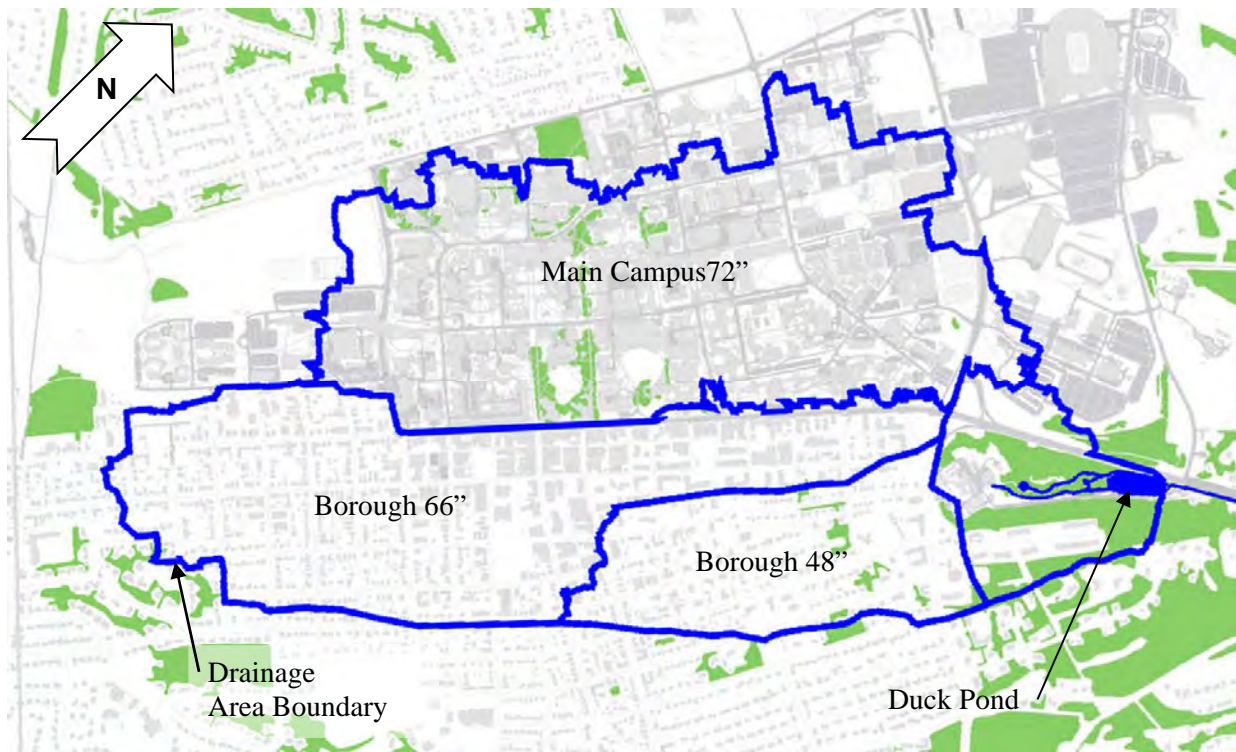 N
Main Campus72”
Borough 66”
Borough 48”
Drainage
Area Boundary
Duck Pond